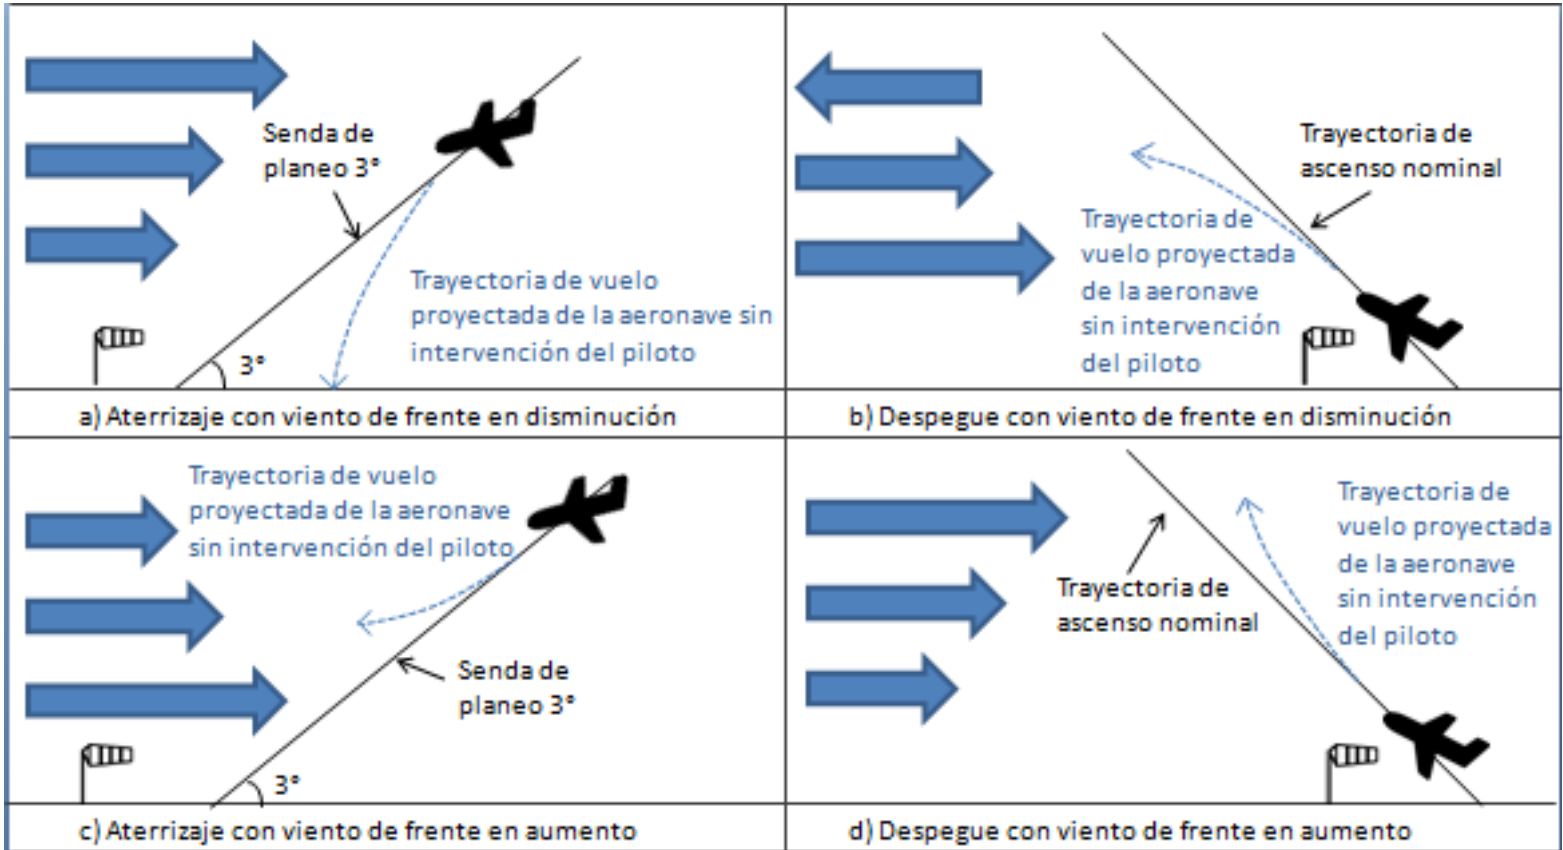 Senda de
planeo 3°
Trayectoria de vuelo
proyectada de la aeronave sin
intervención del piloto
3°
a) Aterrizaje con viento de frente en disminución
Trayectoria de
ascenso nominal
Trayectoria de
vuelo proyectada
de la aeronave
sin intervención
del piloto
b) Despegue con viento de frente en disminución
Trayectoria de vuelo
proyectada de la aeronave
sin intervención del piloto
Senda de
planeo 3°
3°
c) Aterrizaje con viento de frente en aumento
Trayectoria de
vuelo proyectada
de la aeronave
sin intervención
del piloto
Trayectoria de
ascenso nominal
d) Despegue con viento de frente en aumento